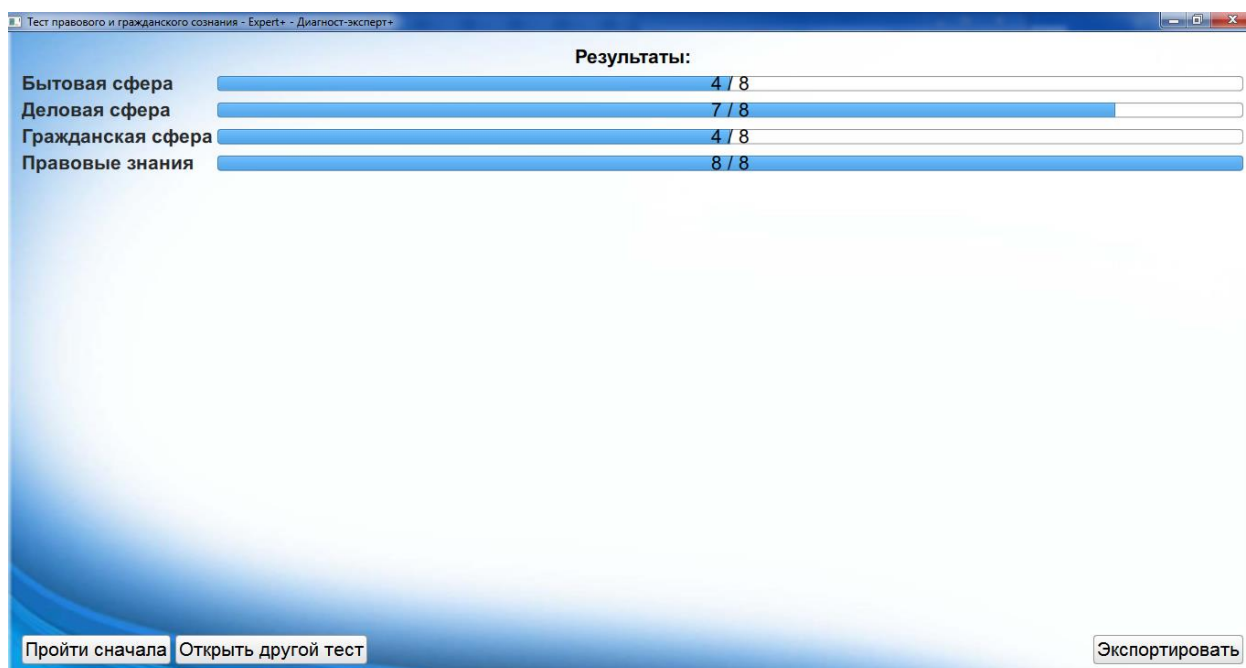 Тест правового и гражданского сознания - Expert+ - Диагност-эксперт+
Результаты:
Бытовая сфера 4 / 8
Деловая сфера 7 / 8
Гражданская сфера 4 / 8
Правовые знания 8 / 8
Пройти сначала Открыть другой тест Экспортировать